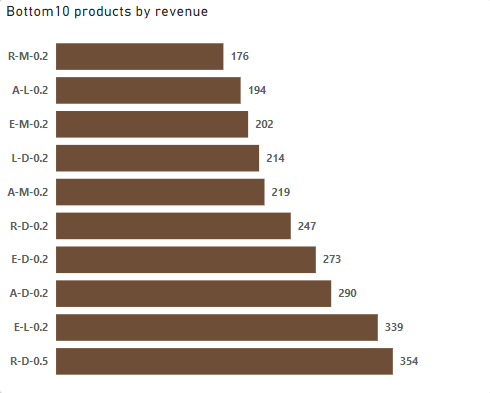 Bottom10 products by revenue
R-M-0.2 176
A-L-0.2 194
E-M-0.2 202
L-D-0.2 214
A-M-0.2 219
R-D-0.2 247
E-D-0.2 273
A-D-0.2 290
E-L-0.2 339
R-D-0.5 354